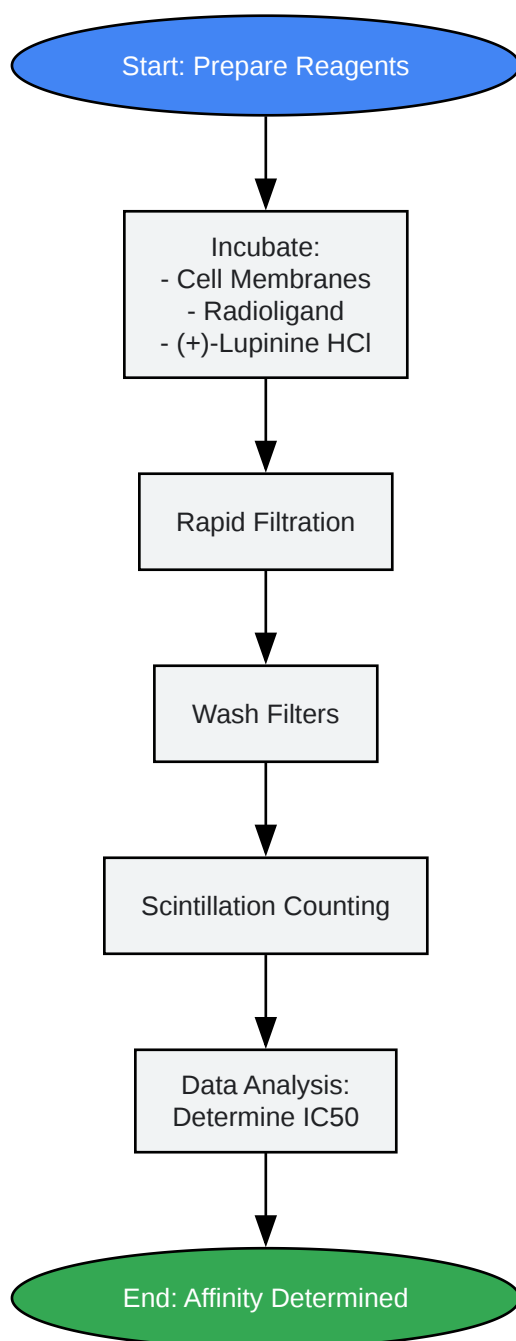 Start: Prepare Reagents
Incubate:
- Cell Membranes
- Radioligand
- (+)-Lupinine HCl
Rapid Filtration
Wash Filters
Scintillation Counting
Data Analysis:
Determine IC50
End: Affinity Determined